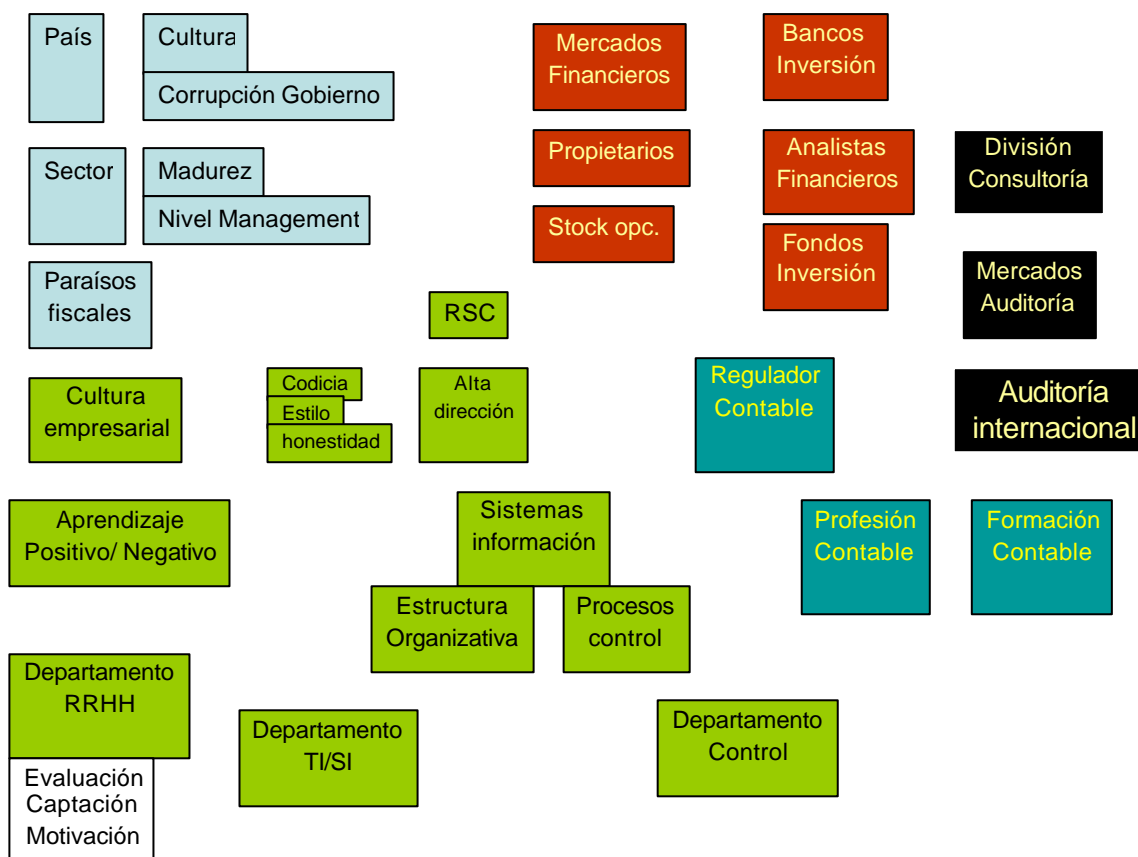 País
Cultura
Corrupción Gobierno
Mercados
Financieros
Bancos
Inversión
Sector
Madurez
Nivel Management
Propietarios
Analistas
Financieros
División
Consultoría
Stock opc.
Fondos
Inversión
Mercados
Auditoría
Paraísos
fiscales
RSC
Cultura
empresarial
Codicia
Estilo
honestidad
Alta
dirección
Regulador
Contable
Auditoría
internacional
Aprendizaje
Positivo/ Negativo
Sistemas
información
Profesión
Contable
Formación
Contable
Estructura
Organizativa
Procesos
control
Departamento
RRHH
Departamento
TI/SI
Departamento
Control
Evaluación
Captación
Motivación